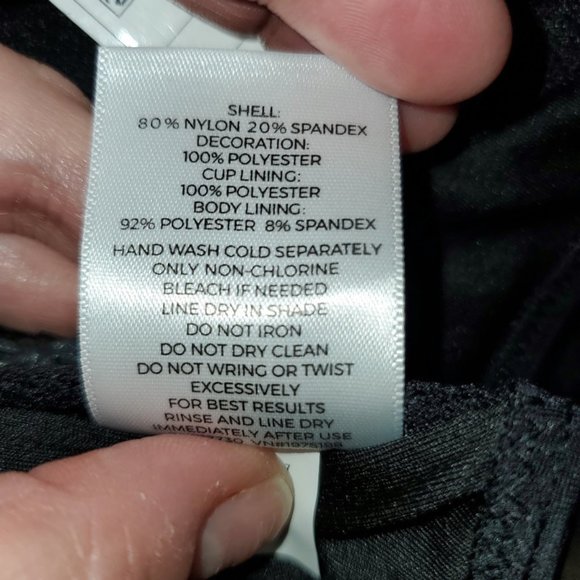 SHELL:
80% NYLON 20% SPANDEX
DECORATION:
100% POLYESTER
CUP LINING:
100% POLYESTER
BODY LINING:
92% POLYESTER 8% SPANDEX
HAND WASH COLD SEPARATELY
ONLY NON-CHLORINE
BLEACH IF NEEDED
LINE DRY IN SHADE
DO NOT IRON
DO NOT DRY CLEAN
DO NOT WRING OR TWIST
EXCESSIVELY
FOR BEST RESULTS
RINSE AND LINE DRY
IMMEDIATELY AFTER USE